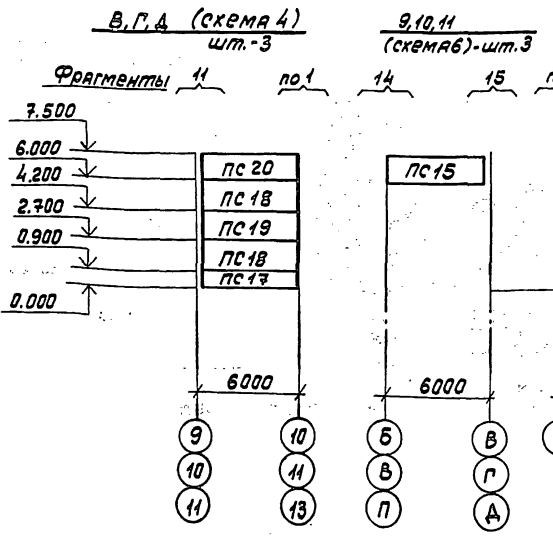 В,Г,Д (схема 4)
шт.-3
9,10,11
(схема6)-шт.3
Фрагменты 11 по 1 14 15 п
7.500
6.000
4.200
2.700
0.900
0.000
пс 20
пс 18
пс 19
пс 18
пс 17
пс 15
6000 6000
9 10 Б В
10 11 В Г
11 13 П Д